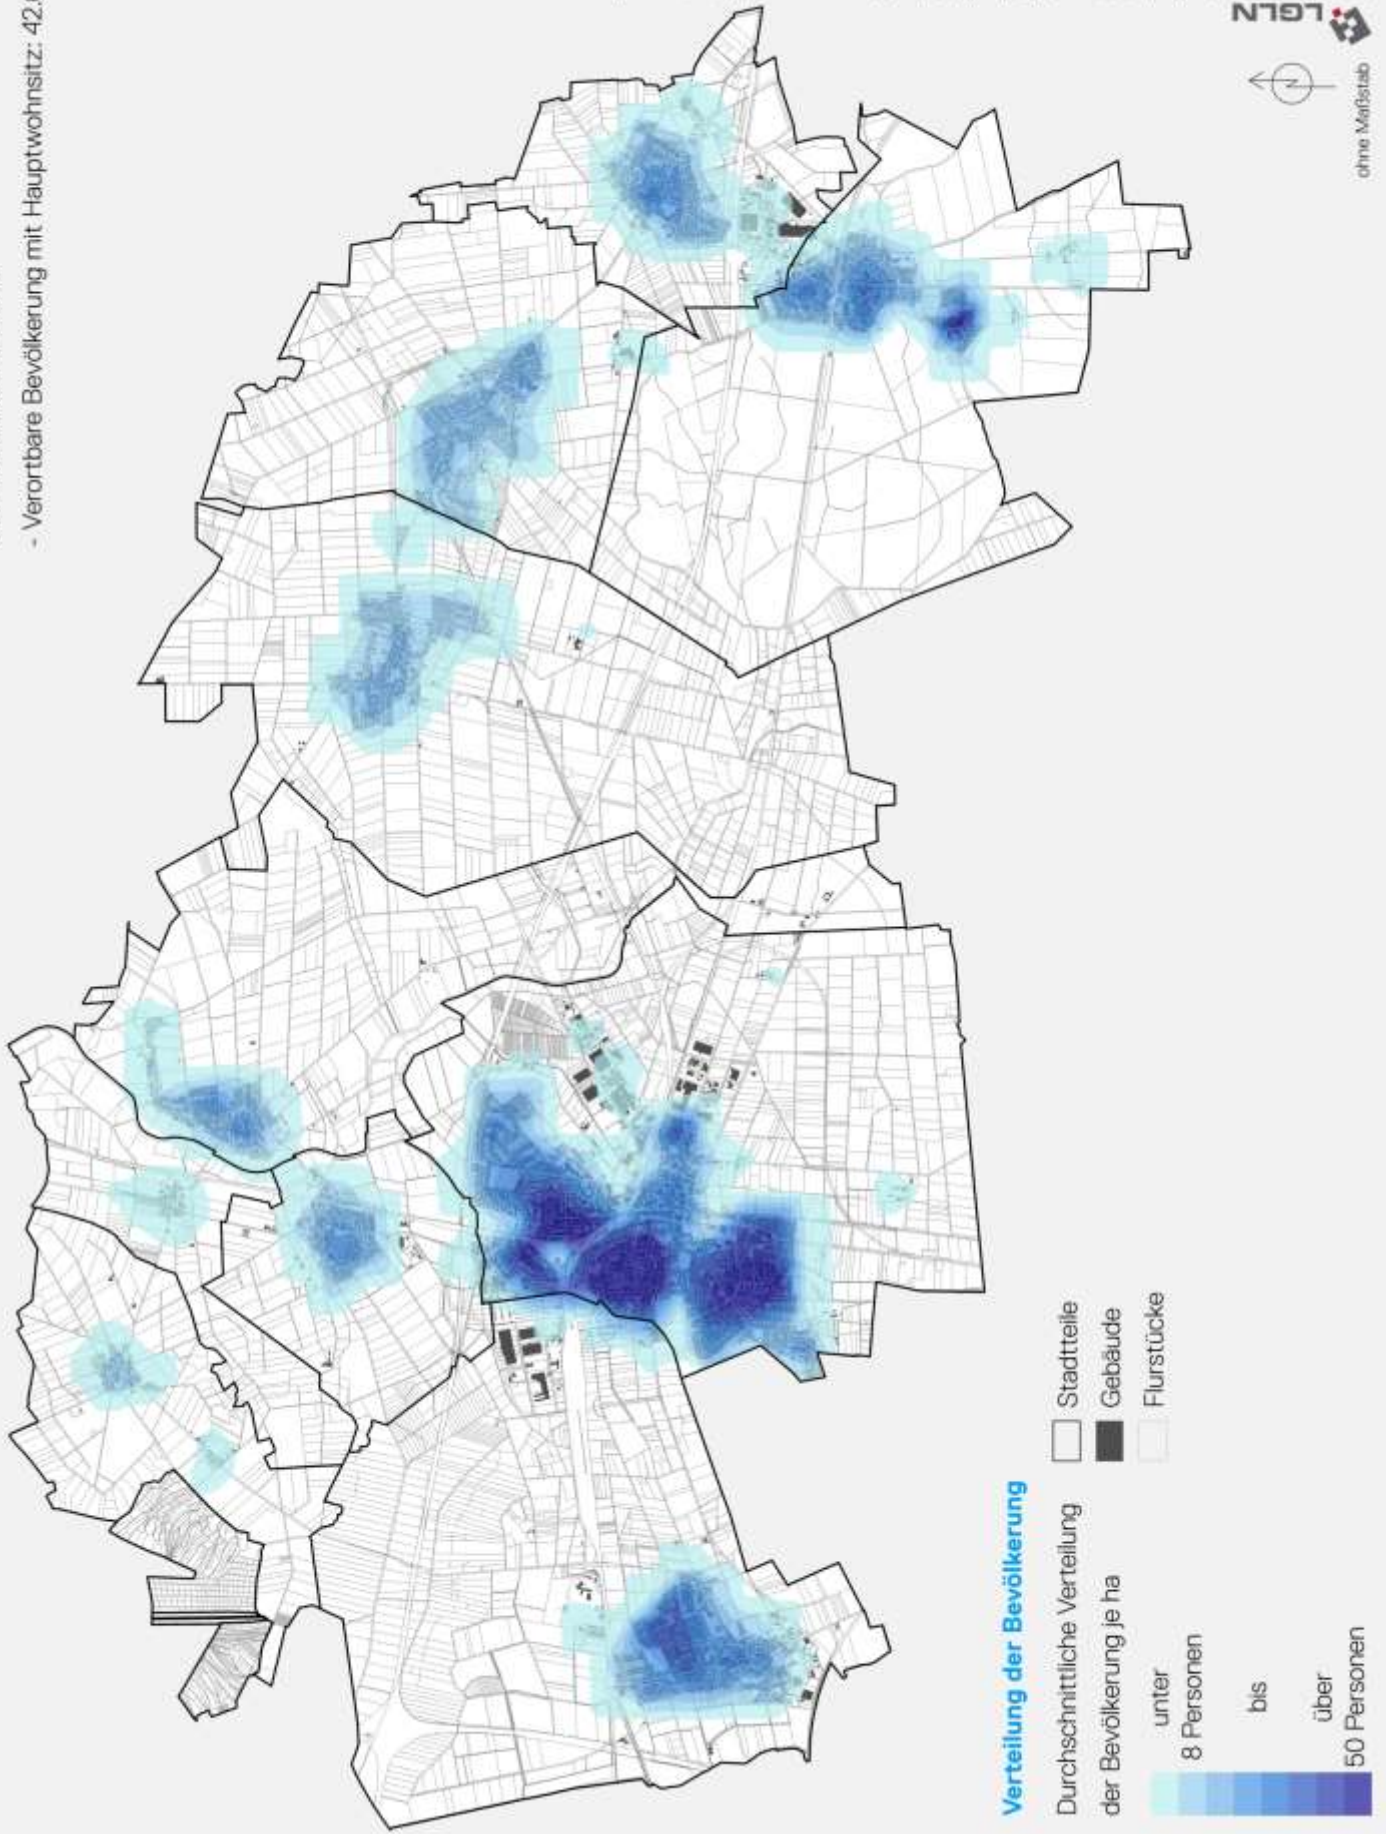 - Verortbare Bevölkerung mit Hauptwohnsitz: 42.
LGLN
N
ohne Maßstab
Verteilung der Bevölkerung
Durchschnittliche Verteilung
der Bevölkerung je ha
unter
8 Personen
bis
über
50 Personen
Stadtteile
Gebäude
Flurstücke